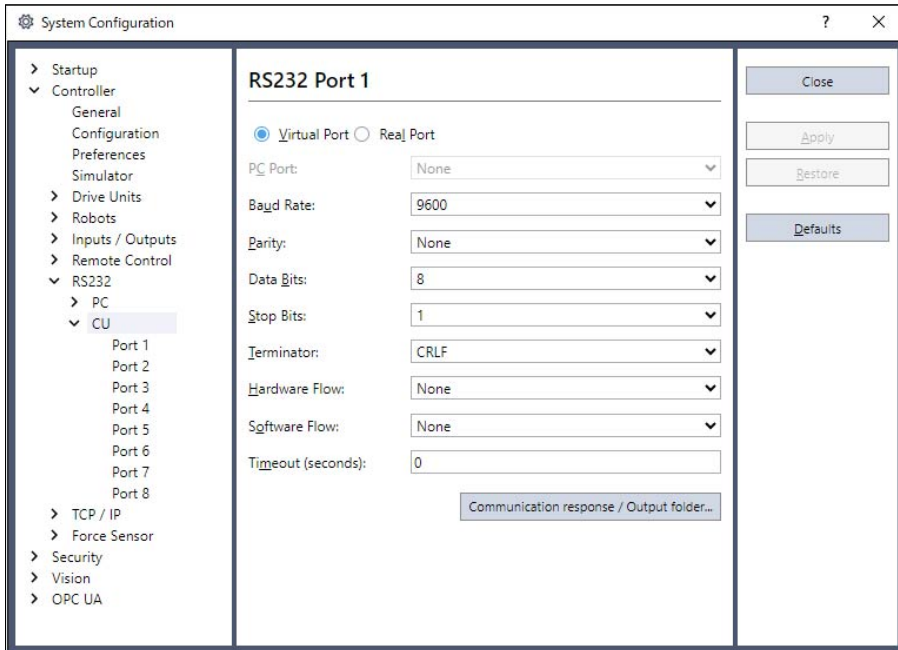 System Configuration
?
Startup
Controller
General
Configuration
Preferences
Simulator
Drive Units
Robots
Inputs / Outputs
Remote Control
RS232
PC
CU
Port 1
Port 2
Port 3
Port 4
Port 5
Port 6
Port 7
Port 8
TCP / IP
Force Sensor
Security
Vision
OPC UA
RS232 Port 1
Virtual Port Real Port
PC Port: None
Baud Rate: 9600
Parity: None
Data Bits: 8
Stop Bits: 1
Terminator: CRLF
Hardware Flow: None
Software Flow: None
Timeout (seconds): 0
Communication response / Output folder...
Close
Apply
Restore
Defaults